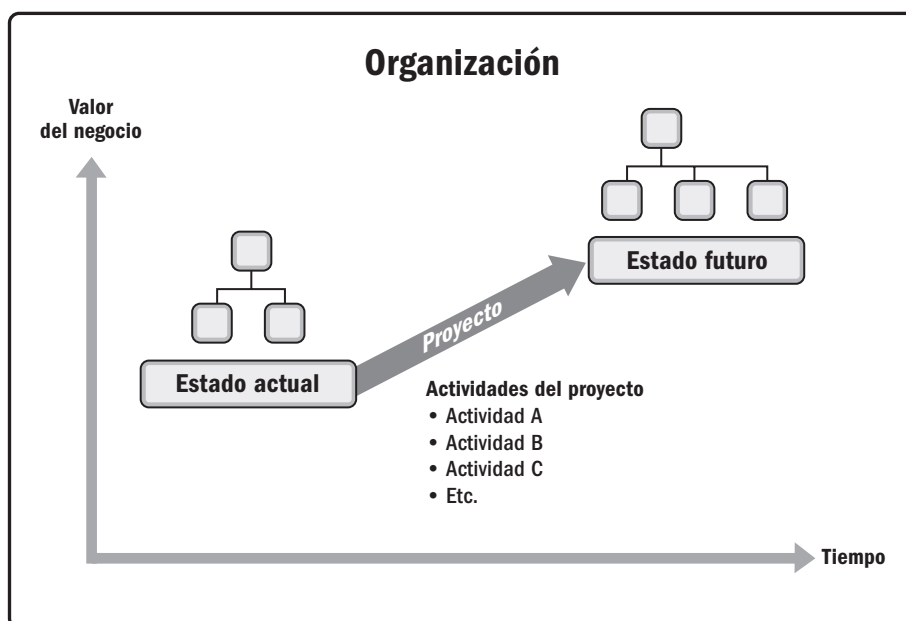 Organización
Valor
del negocio
Estado futuro
Proyecto
Estado actual
Actividades del proyecto
• Actividad A
• Actividad B
• Actividad C
• Etc.
Tiempo